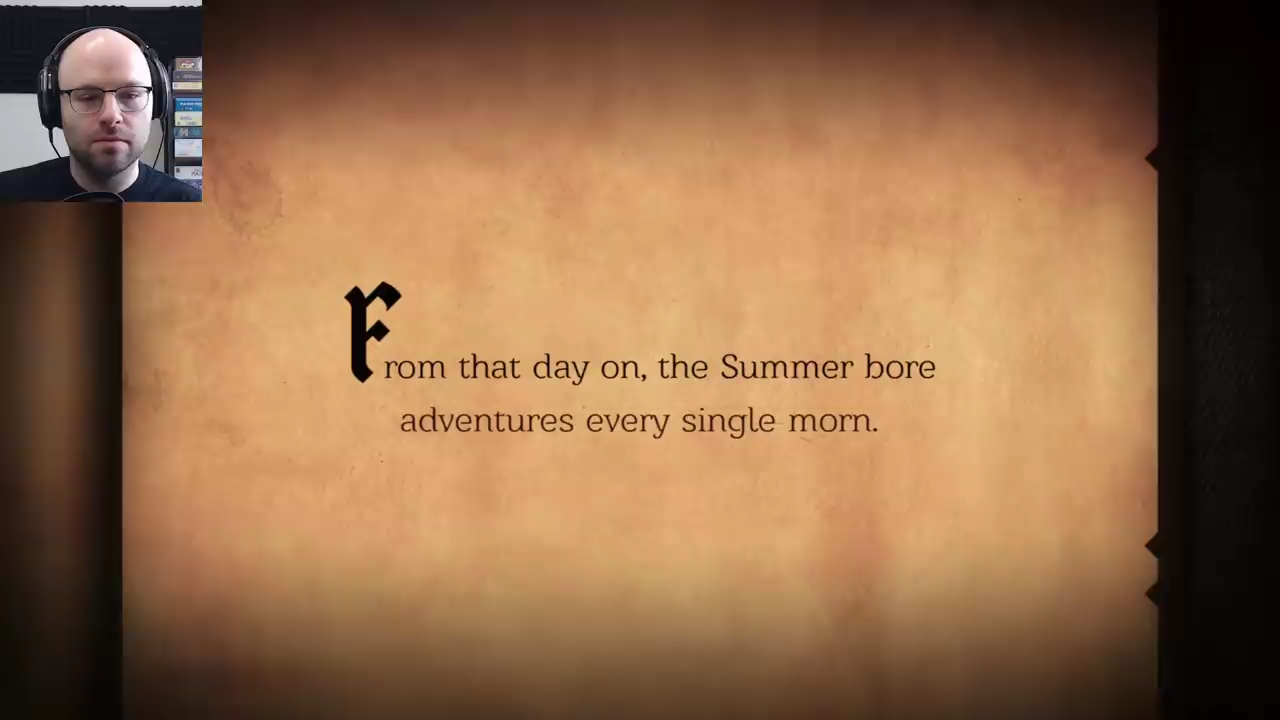 From that day on, the Summer bore
adventures every single morn.